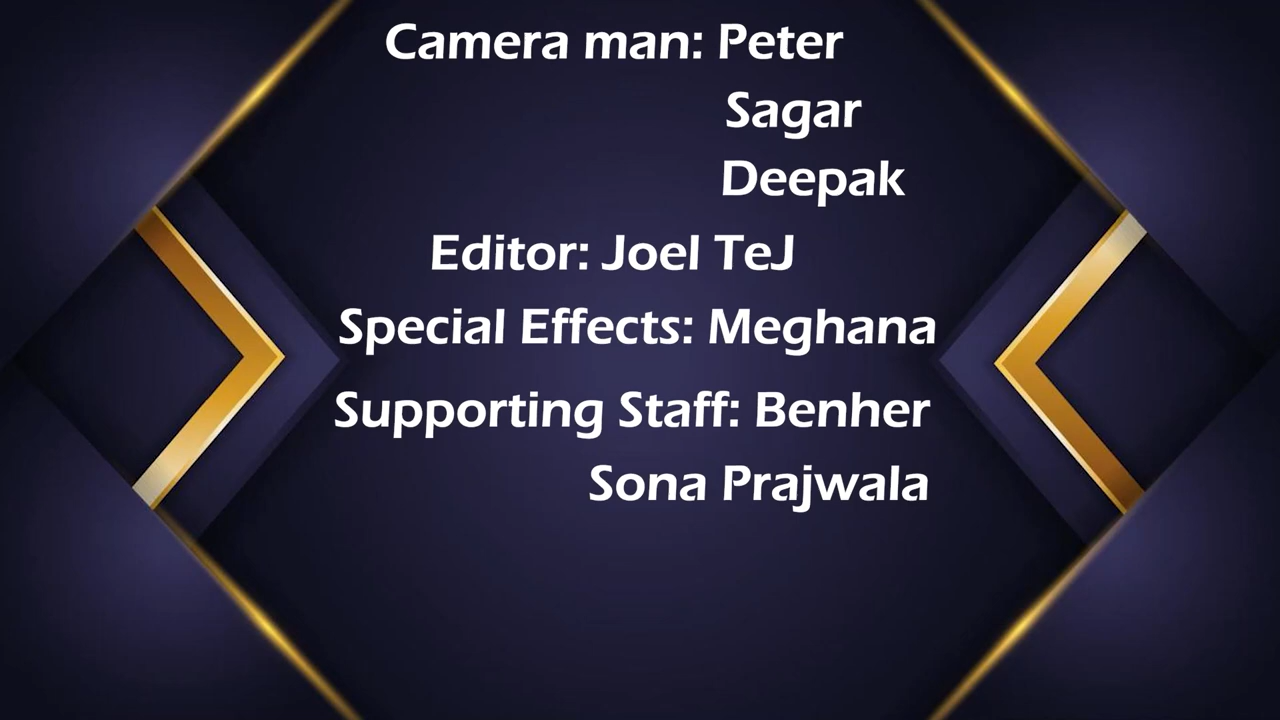 Camera man: Peter
Sagar
Deepak
Editor: Joel TeJ
Special Effects: Meghana
Supporting Staff: Benher
Sona Prajwala